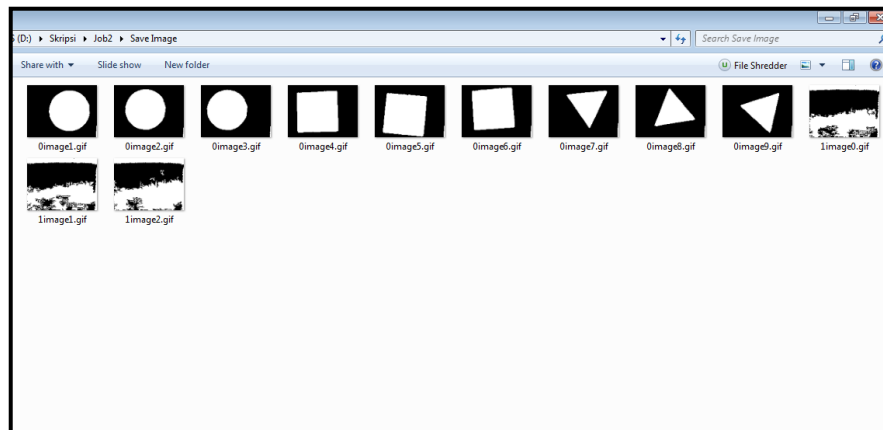 (D:) ▸ Skripsi ▸ Job2 ▸ Save Image
Search Save Image
Share with Slide show New folder
File Shredder
0image1.gif 0image2.gif 0image3.gif 0image4.gif 0image5.gif 0image6.gif 0image7.gif 0image8.gif 0image9.gif 1image0.gif
1image1.gif 1image2.gif